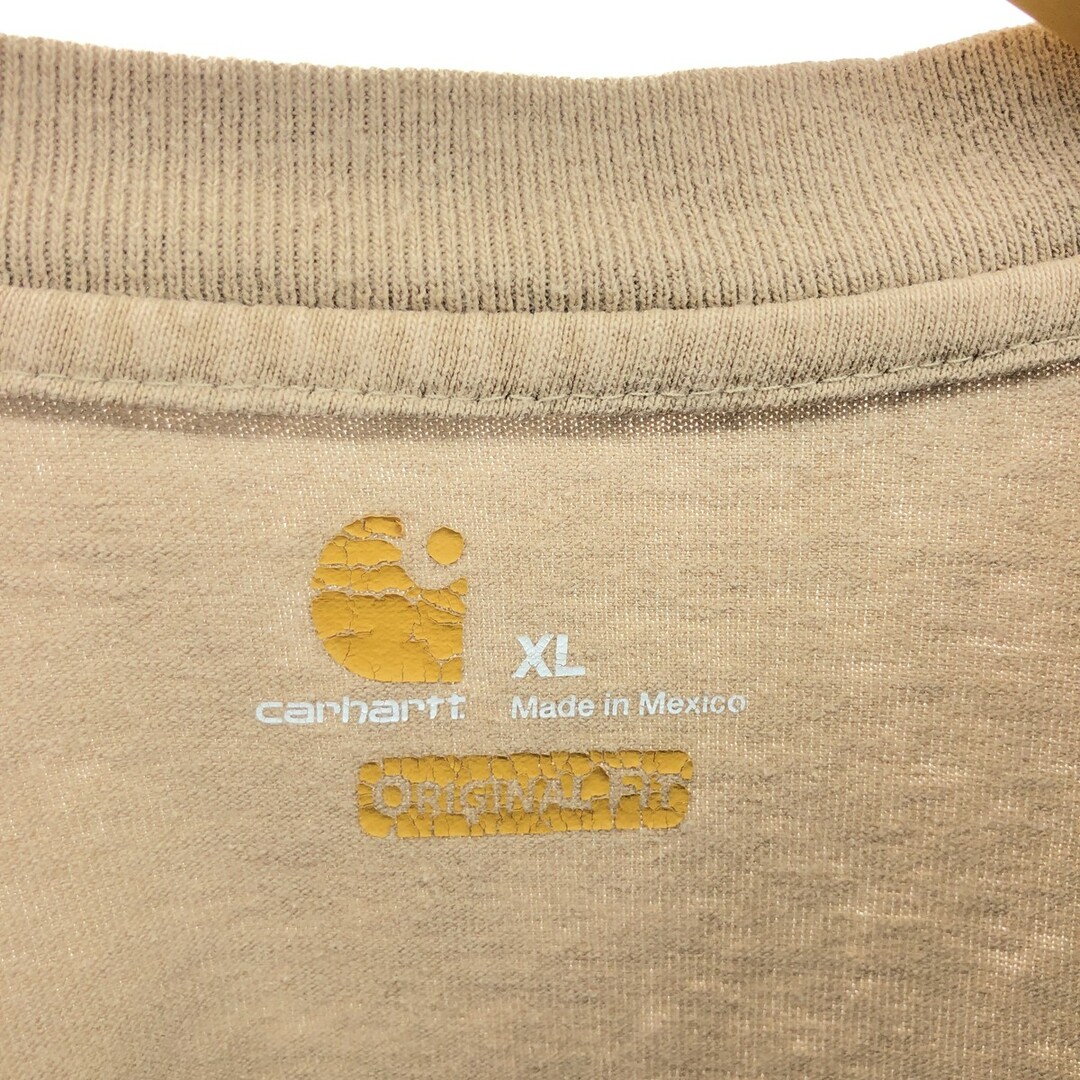 XL
carhartt.
Made in Mexico
ORIGINAL FIT